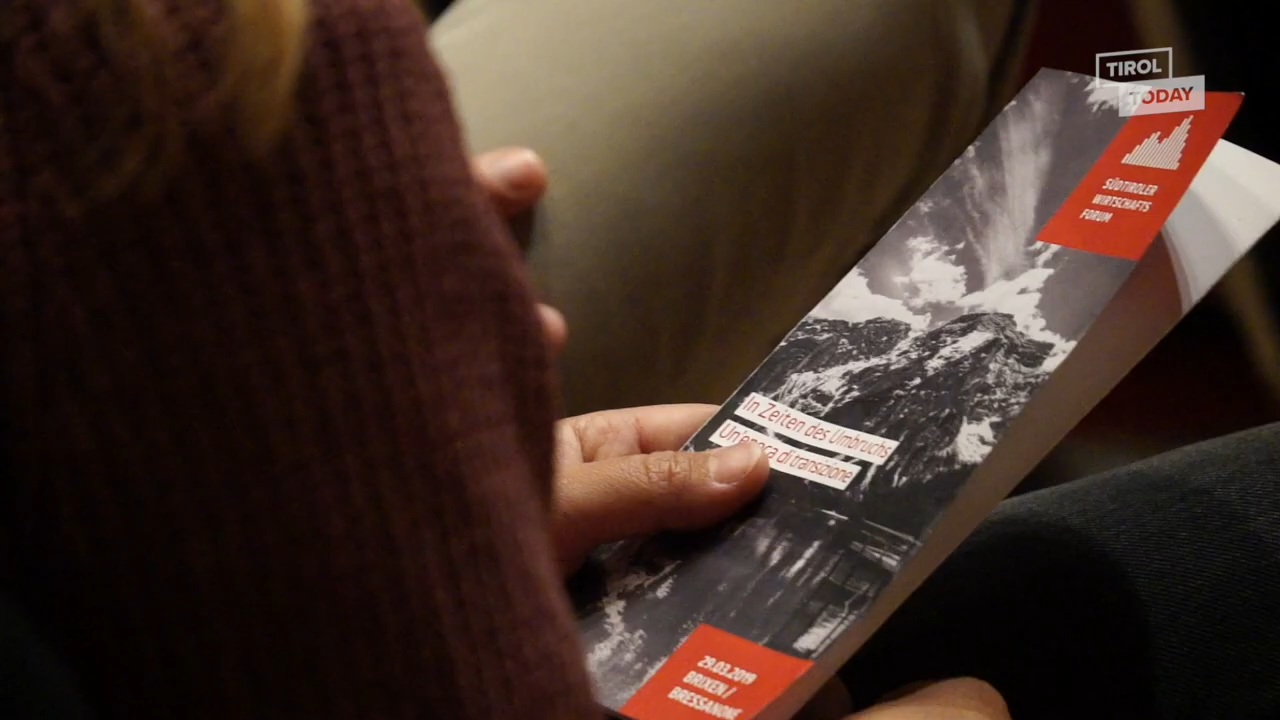 TIROL
TODAY
SÜDTIROLER
WIRTSCHAFTS
FORUM
In Zeiten des Umbruchs
Un'epoca di transizione
29.03.2019
BRIXEN /
BRESSANONE